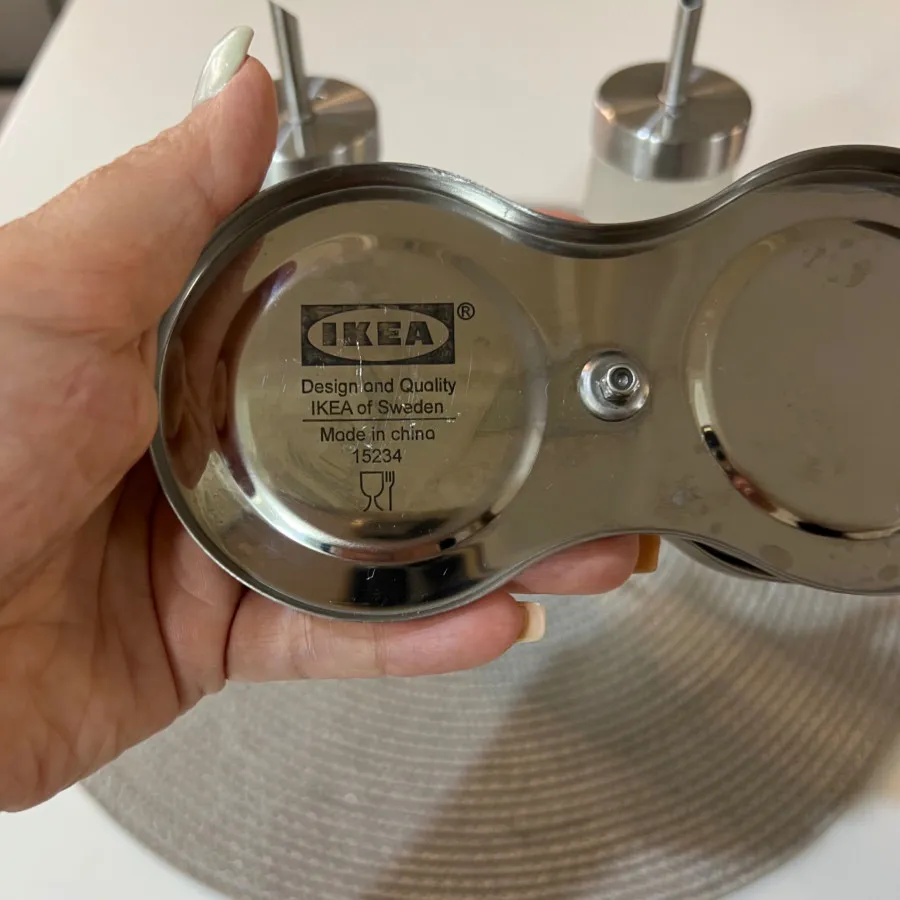 IKEA®
Design and Quality
IKEA of Sweden
Made in china
15234